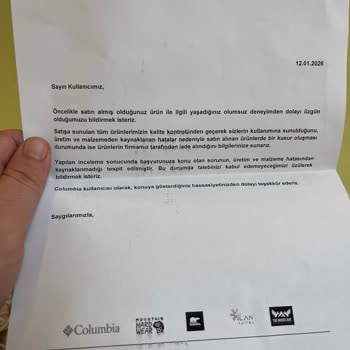 12.01.2026
Sayın Kullanıcımız,
Öncelikle satın almış olduğunuz ürün ile ilgili yaşadığınız olumsuz deneyimden dolayı üzgün
olduğumuzu bildirmek isteriz.
Satışa sunulan tüm ürünlerimizin kalite kontrolünden geçerek sizlerin kullanımına sunulduğunu,
üretim ve malzemeden kaynaklanan hatalar nedeniyle satın alınan ürünlerde bir kusur oluşması
durumunda ise ürünlerin firmamız tarafından iade alındığını bilgilerinize sunarız.
Yapılan inceleme sonucunda başvurunuza konu olan sorunun, üretim ve malzeme hatasından
kaynaklanmadığı tespit edilmiştir. Bu durumda talebinizi kabul edemeyeceğimizi üzülerek
bildirmek isteriz.
Columbia kullanıcısı olarak, konuya gösterdiğiniz hassasiyetinizden dolayı teşekkür ederiz.
Saygılarımızla,
Columbia
MOUNTAIN
HARD
WEAR